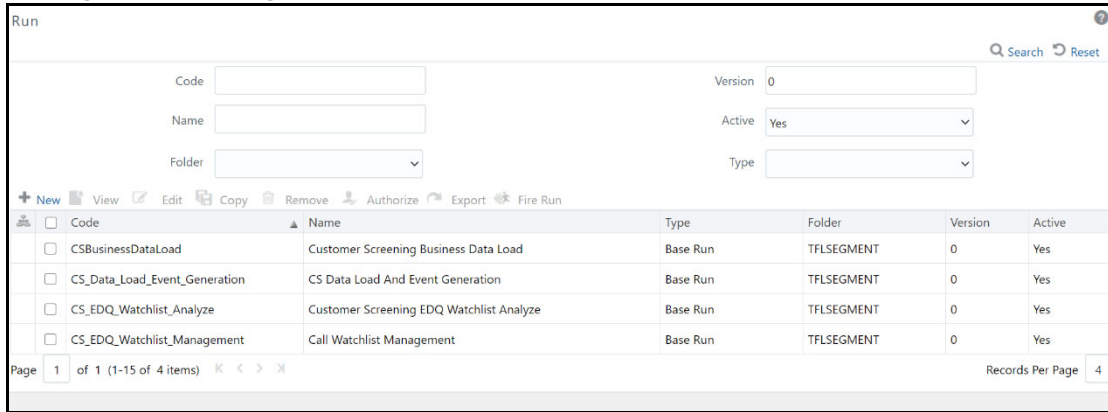 Run
Search Reset
Code Version 0
Name Active Yes
Folder Type
New View Edit Copy Remove Authorize Export Fire Run
Code Name Type Folder Version Active
CSBusinessDataLoad Customer Screening Business Data Load Base Run TFLSEGMENT 0 Yes
CS_Data_Load_Event_Generation CS Data Load And Event Generation Base Run TFLSEGMENT 0 Yes
CS_EDQ_Watchlist_Analyze Customer Screening EDQ Watchlist Analyze Base Run TFLSEGMENT 0 Yes
CS_EDQ_Watchlist_Management Call Watchlist Management Base Run TFLSEGMENT 0 Yes
Page 1 of 1 (1-15 of 4 items) Records Per Page 4